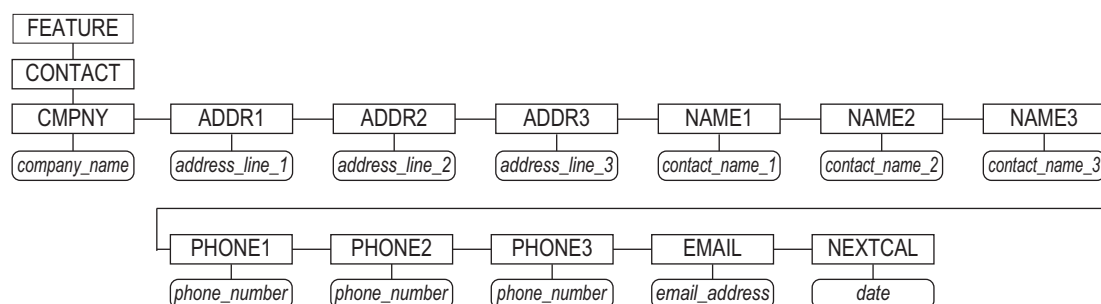 FEATURE
CONTACT
CMPNY ADDR1 ADDR2 ADDR3 NAME1 NAME2 NAME3
company_name address_line_1 address_line_2 address_line_3 contact_name_1 contact_name_2 contact_name_3
PHONE1 PHONE2 PHONE3 EMAIL NEXTCAL
phone_number phone_number phone_number email_address date